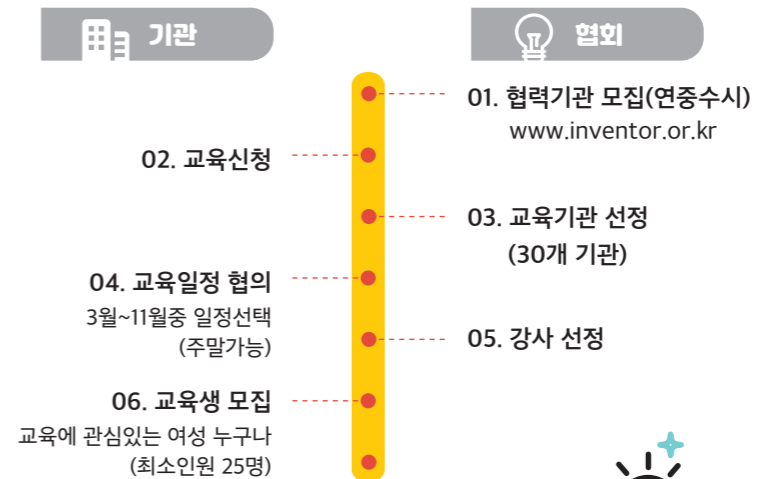 기관
협회
01. 협력기관 모집(연중수시)
www.inventor.or.kr
02. 교육신청
03. 교육기관 선정
(30개 기관)
04. 교육일정 협의
3월~11월중 일정선택
(주말가능)
05. 강사 선정
06. 교육생 모집
교육에 관심있는 여성 누구나
(최소인원 25명)